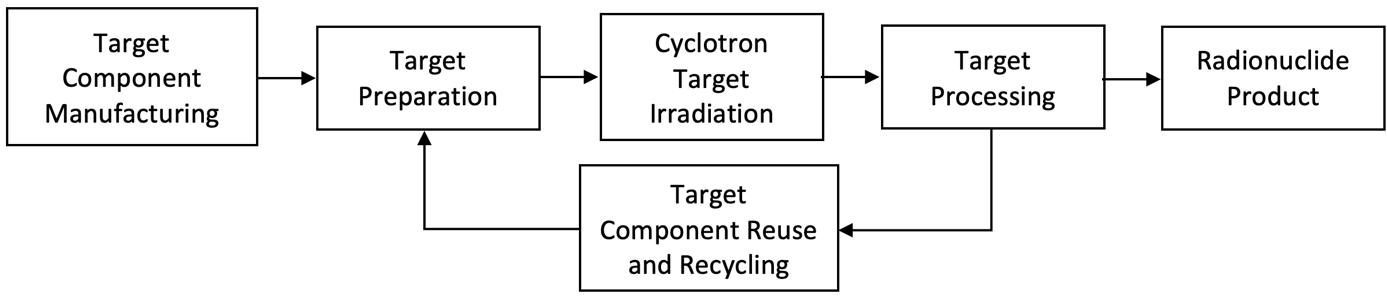 Target
Component
Manufacturing
Target
Preparation
Cyclotron
Target
Irradiation
Target
Processing
Radionuclide
Product
Target
Component Reuse
and Recycling